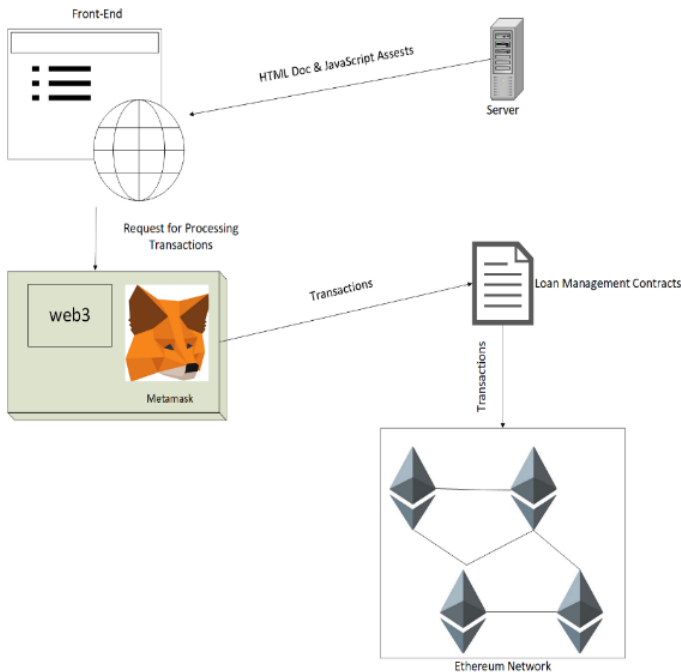 Front-End
HTML Doc & JavaScript Assests
Server
Request for Processing
Transactions
web3
Metamask
Transactions
Loan Management Contracts
Transactions
Ethereum Network